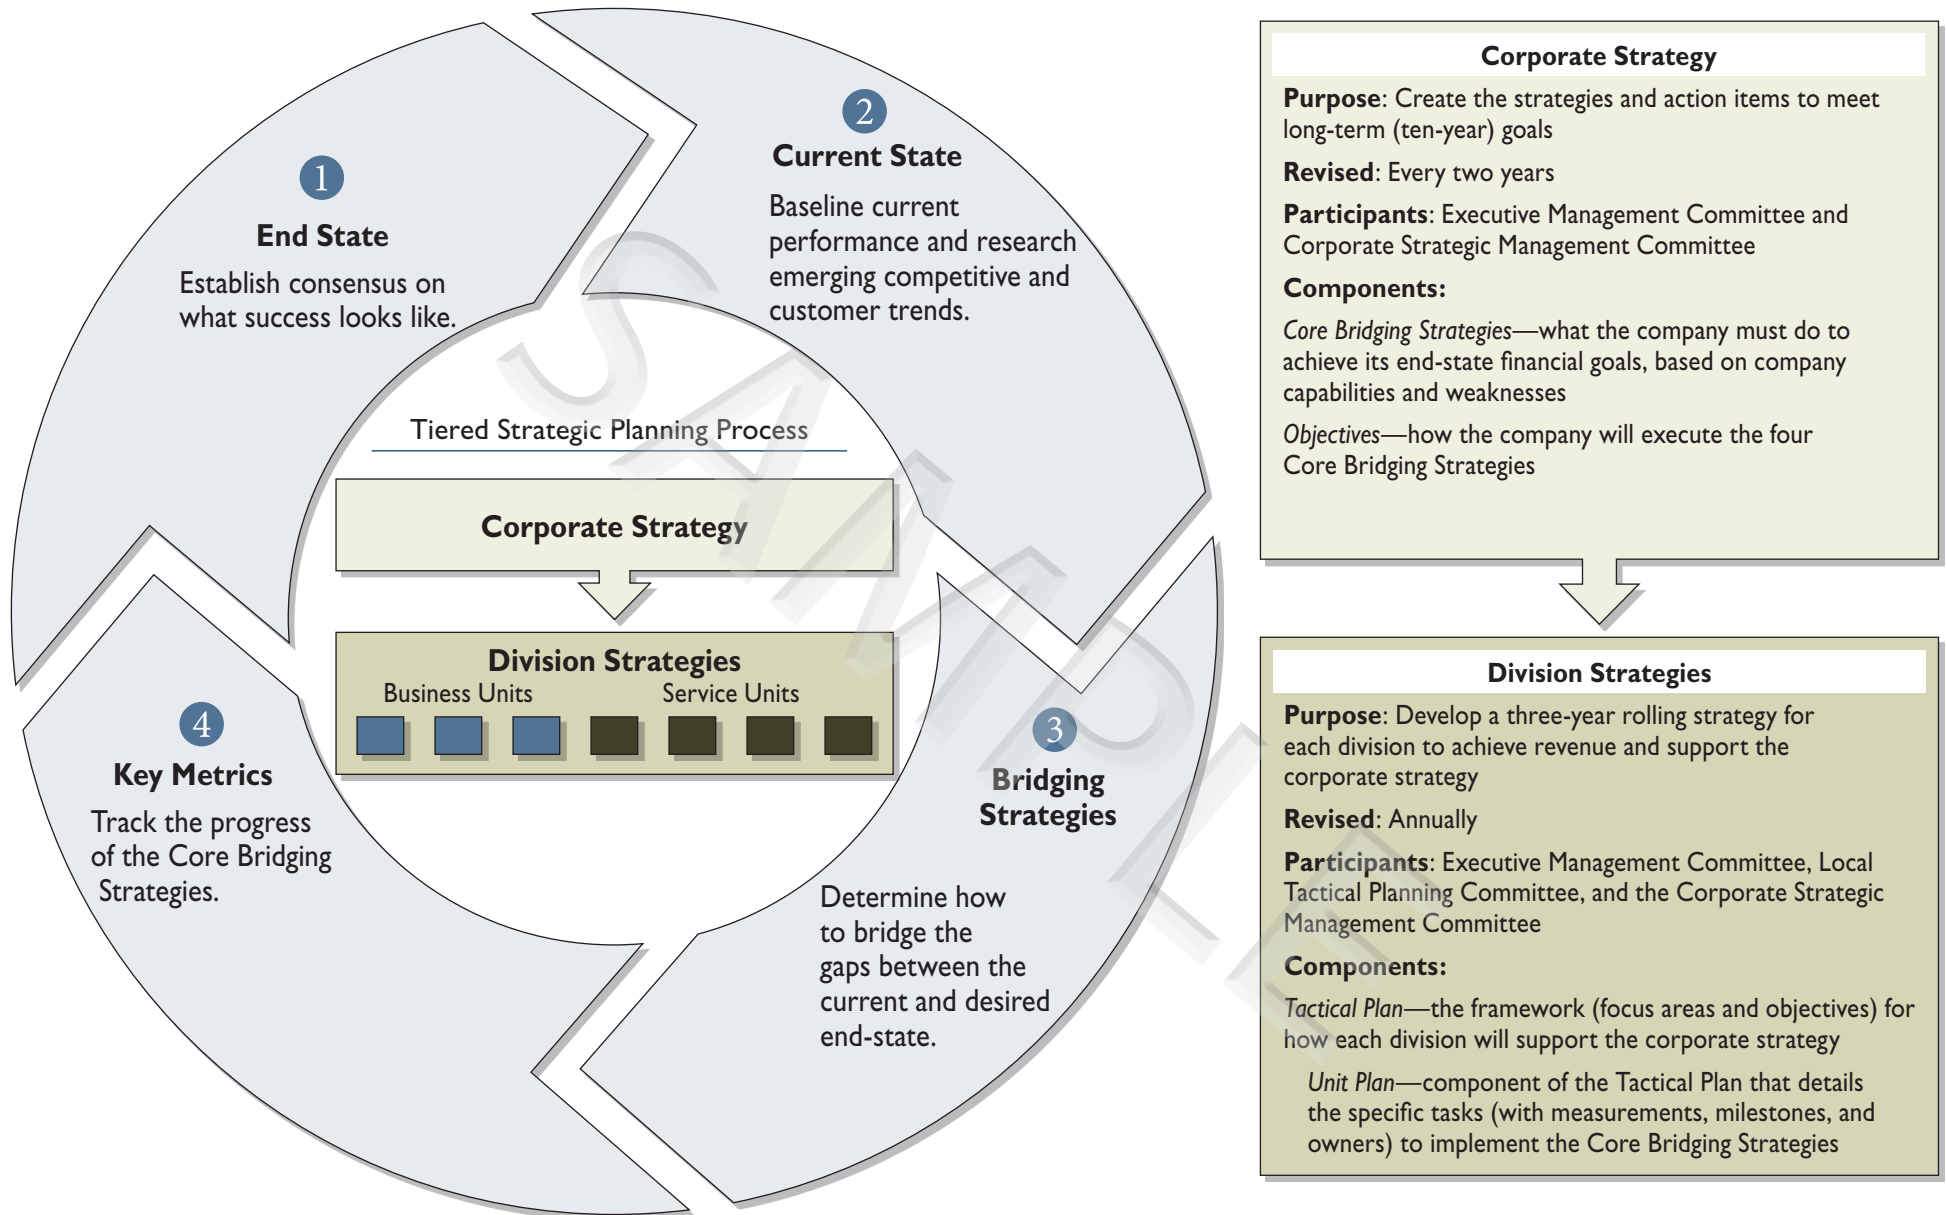 1
End State
Establish consensus on
what success looks like.
2
Current State
Baseline current
performance and research
emerging competitive and
customer trends.
3
Bridging
Strategies
Determine how
to bridge the
gaps between the
current and desired
end-state.
4
Key Metrics
Track the progress
of the Core Bridging
Strategies.
Tiered Strategic Planning Process
Corporate Strategy
Division Strategies
Business Units
Service Units
Corporate Strategy
Purpose: Create the strategies and action items to meet
long-term (ten-year) goals
Revised: Every two years
Participants: Executive Management Committee and
Corporate Strategic Management Committee
Components:
Core Bridging Strategies—what the company must do to
achieve its end-state financial goals, based on company
capabilities and weaknesses
Objectives—how the company will execute the four
Core Bridging Strategies
Division Strategies
Purpose: Develop a three-year rolling strategy for
each division to achieve revenue and support the
corporate strategy
Revised: Annually
Participants: Executive Management Committee, Local
Tactical Planning Committee, and the Corporate Strategic
Management Committee
Components:
Tactical Plan—the framework (focus areas and objectives) for
how each division will support the corporate strategy
Unit Plan—component of the Tactical Plan that details
the specific tasks (with measurements, milestones, and
owners) to implement the Core Bridging Strategies
SAMPLE